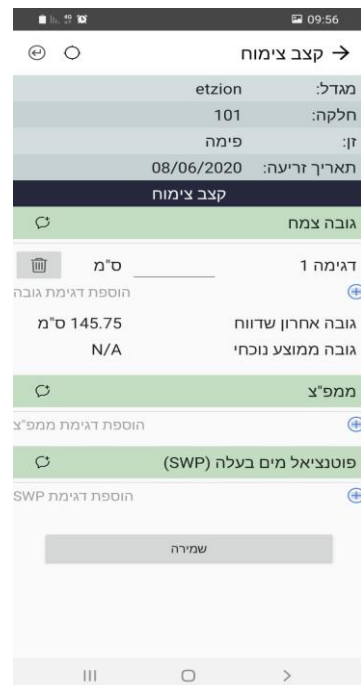 09:56
קצב צימוח
מגדל: etzion
חלקה: 101
זן: פימה
תאריך זריעה: 08/06/2020
קצב צימוח
גובה צמח
דגימה 1 ס"מ
הוספת דגימת גובה
גובה אחרון שדווח 145.75 ס"מ
גובה ממוצע נוכחי N/A
ממפ"צ
הוספת דגימת ממפ"צ
פוטנציאל מים בעלה (SWP)
הוספת דגימת SWP
שמירה